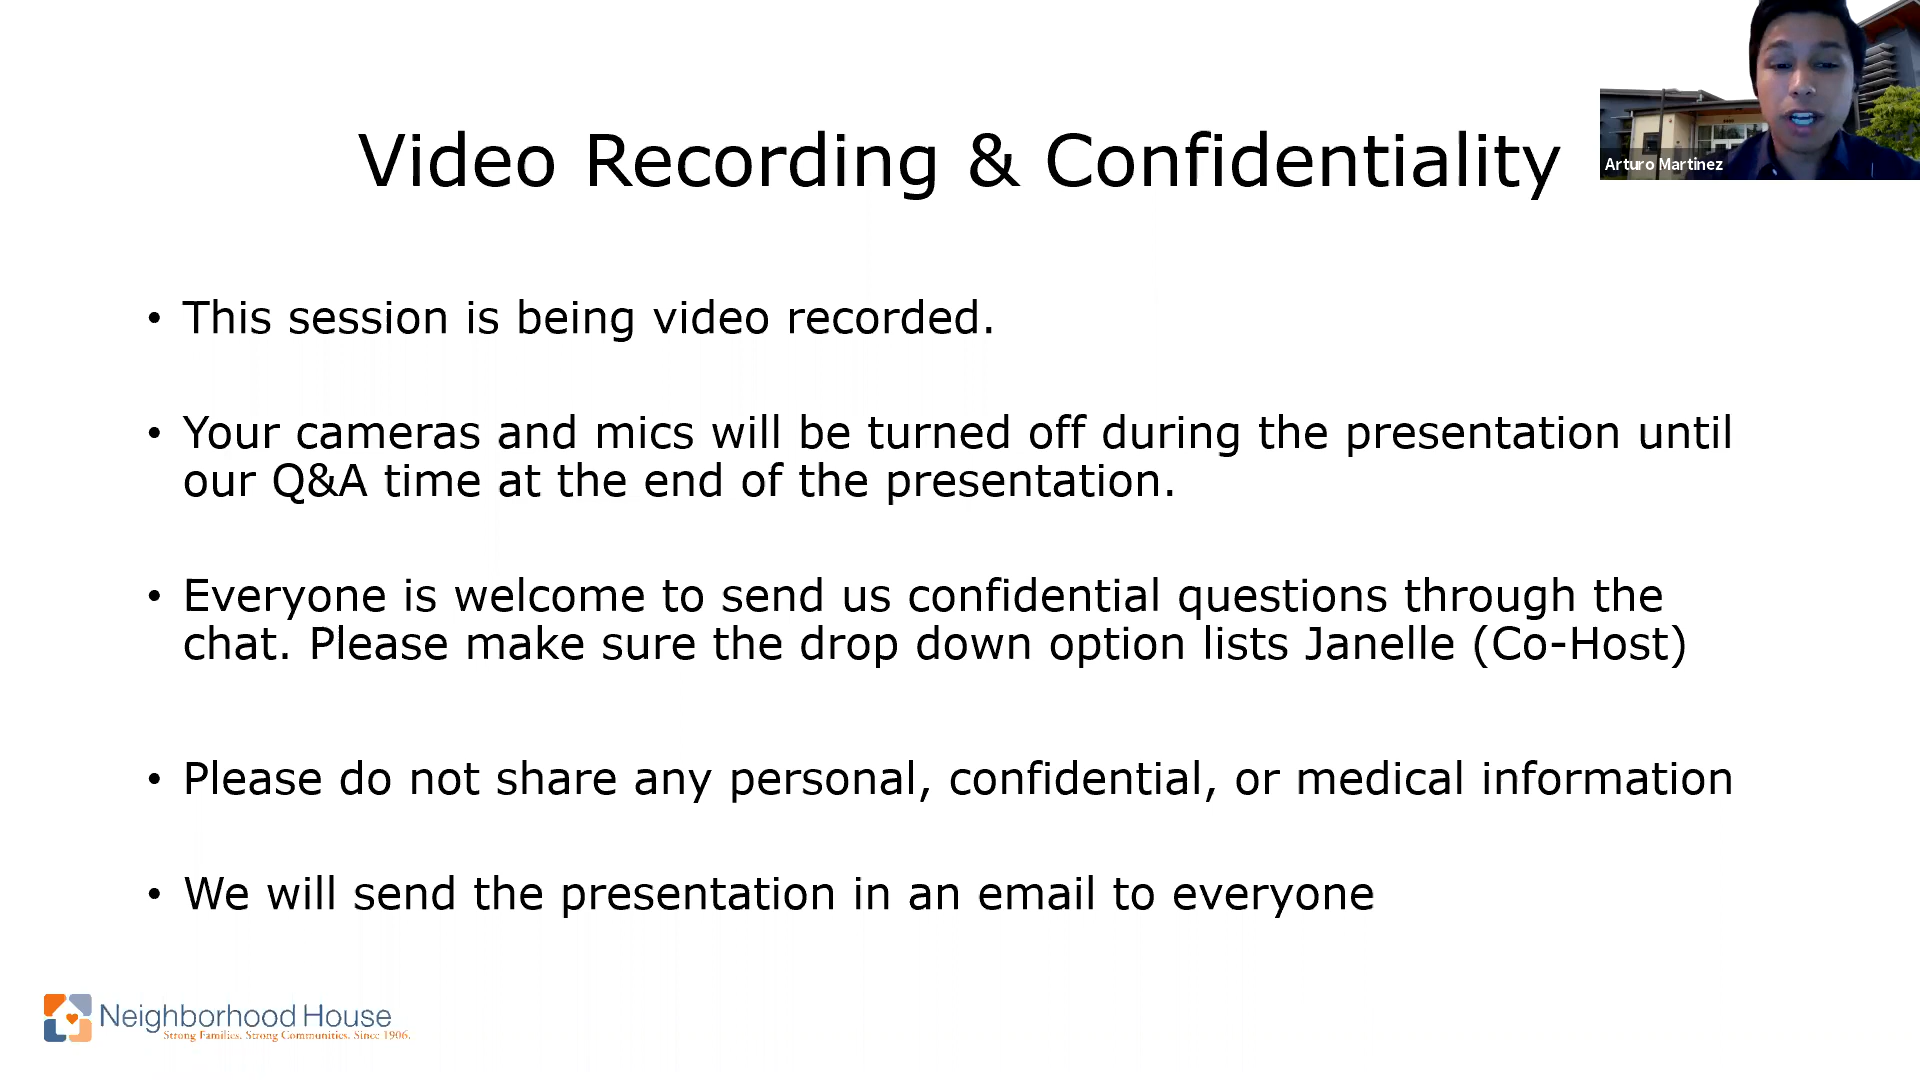 Video Recording & Confidentiality
Arturo Martinez
• This session is being video recorded.
• Your cameras and mics will be turned off during the presentation until
our Q&A time at the end of the presentation.
• Everyone is welcome to send us confidential questions through the
chat. Please make sure the drop down option lists Janelle (Co-Host)
• Please do not share any personal, confidential, or medical information
• We will send the presentation in an email to everyone
Neighborhood House
Strong Families. Strong Communities. Since 1906.